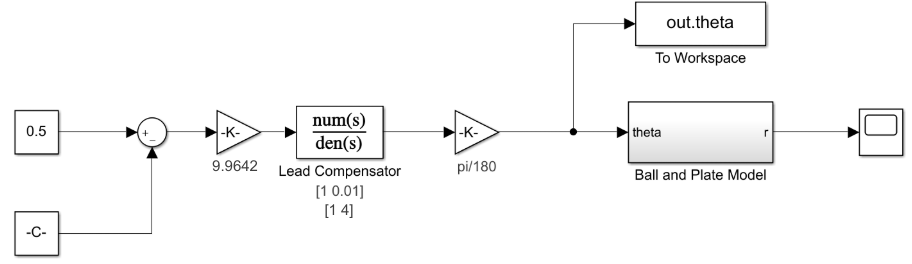 out.theta
To Workspace
0.5
+
_
-K-
9.9642
num(s)
den(s)
Lead Compensator
[1 0.01]
[1 4]
-K-
pi/180
theta
r
Ball and Plate Model
-C-